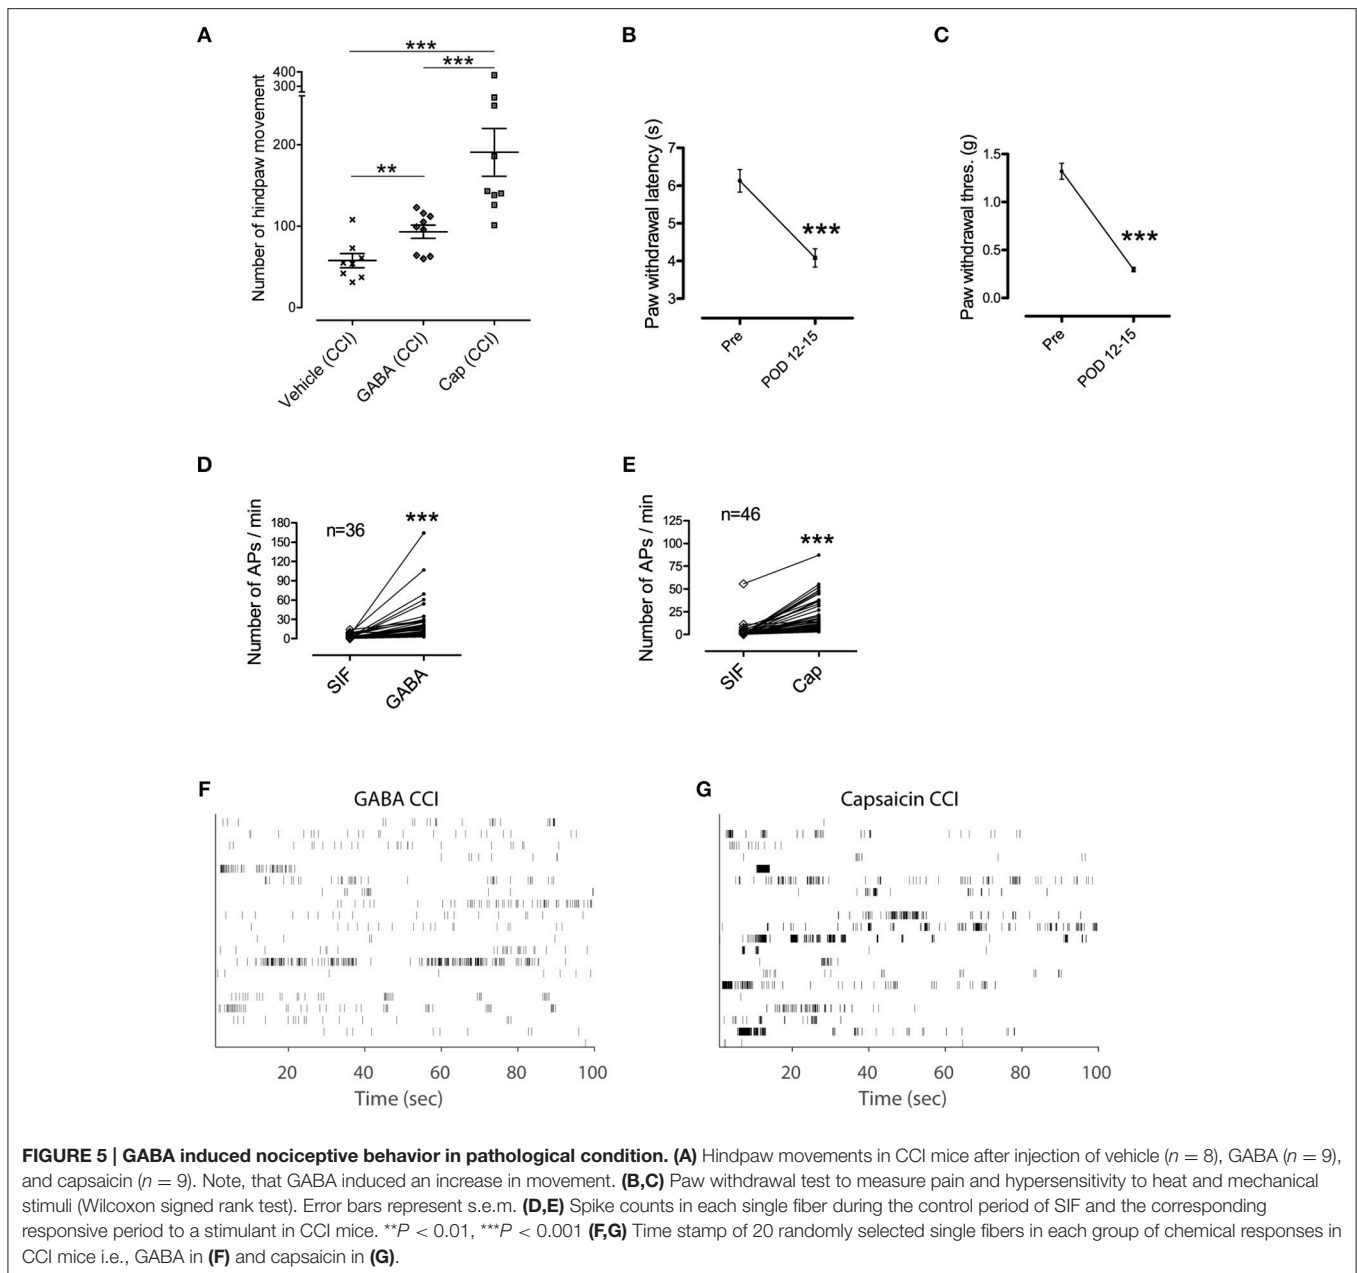 A
***
***
**
400
300
200
100
0
Number of hindpaw movement
Vehicle (CCI)
GABA (CCI)
Cap (CCI)
B
Paw withdrawal latency (s)
7
6
5
4
3
***
Pre
POD 12-15
C
Paw withdrawal thres. (g)
1.5
1.0
0.5
0.0
***
Pre
POD 12-15
D
Number of APs / min
180
150
120
90
60
30
0
n=36
***
SIF
GABA
E
Number of APs / min
125
100
75
50
25
0
n=46
***
SIF
Cap
F
GABA CCI
20 40 60 80 100
Time (sec)
G
Capsaicin CCI
20 40 60 80 100
Time (sec)
FIGURE 5 | GABA induced nociceptive behavior in pathological condition. (A) Hindpaw movements in CCI mice after injection of vehicle (n = 8), GABA (n = 9),
and capsaicin (n = 9). Note, that GABA induced an increase in movement. (B,C) Paw withdrawal test to measure pain and hypersensitivity to heat and mechanical
stimuli (Wilcoxon signed rank test). Error bars represent s.e.m. (D,E) Spike counts in each single fiber during the control period of SIF and the corresponding
responsive period to a stimulant in CCI mice. **P < 0.01, ***P < 0.001 (F,G) Time stamp of 20 randomly selected single fibers in each group of chemical responses in
CCI mice i.e., GABA in (F) and capsaicin in (G).